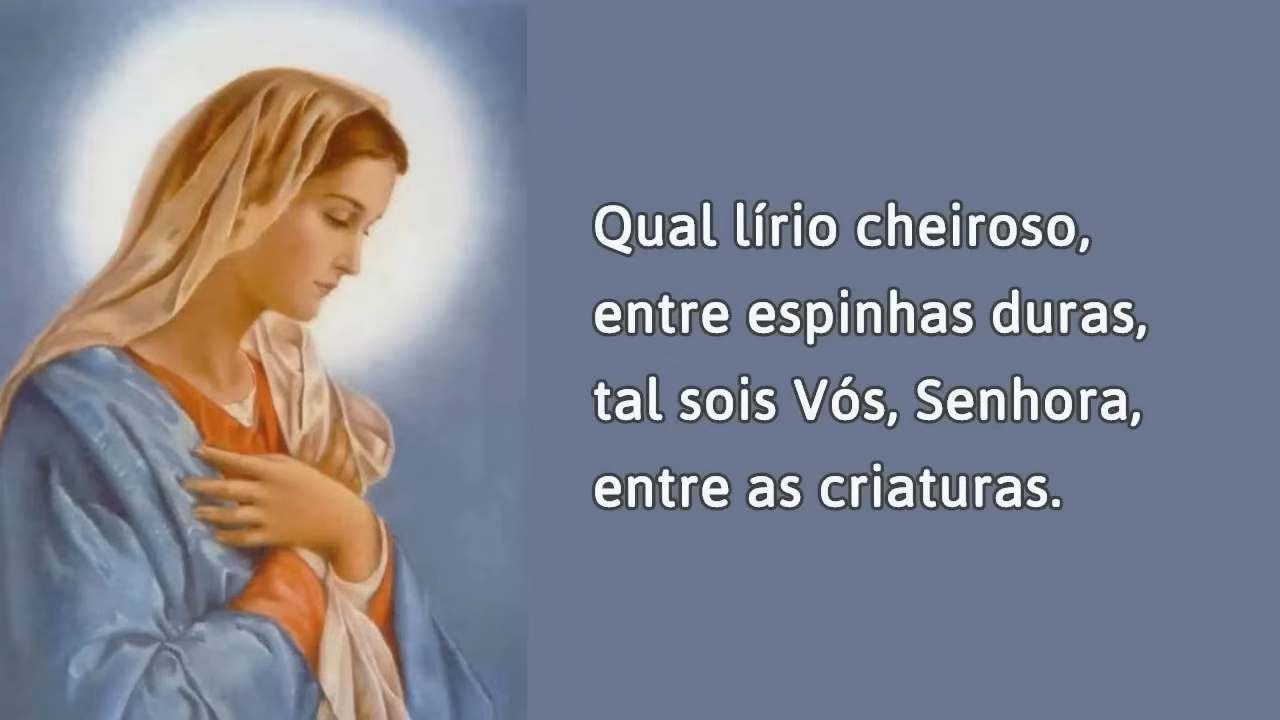 Qual lírio cheiroso,
entre espinhas duras,
tal sois Vós, Senhora,
entre as criaturas.